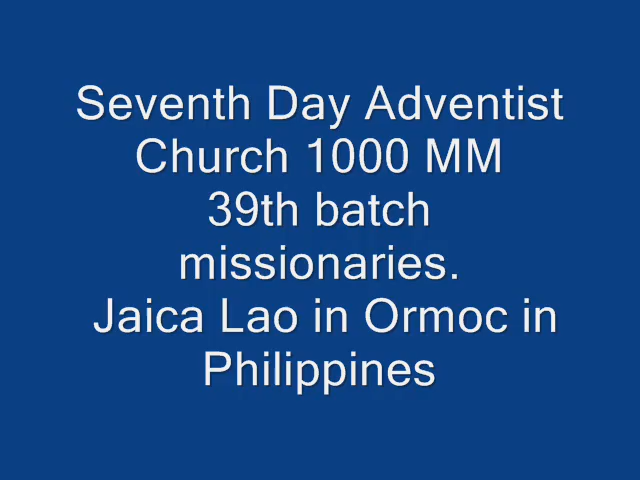 Seventh Day Adventist
Church 1000 MM
39th batch
missionaries.
Jaica Lao in Ormoc in
Philippines